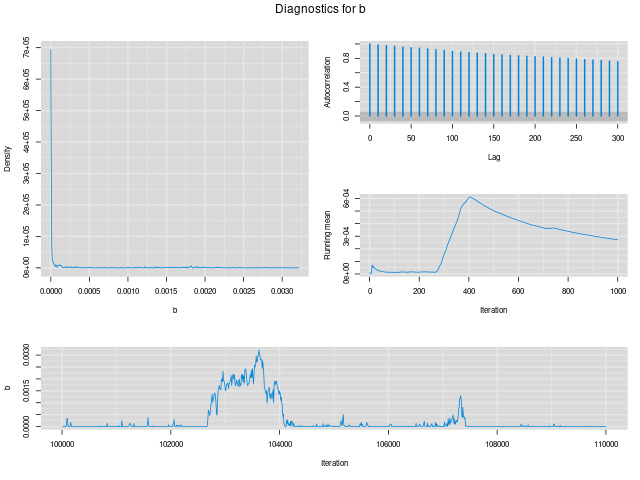 Diagnostics for b
7e+05
6e+05
5e+05
4e+05
3e+05
2e+05
1e+05
0e+00
Density
0.0000 0.0005 0.0010 0.0015 0.0020 0.0025 0.0030
b
0.8
0.4
0.0
Autocorrelation
0 50 100 150 200 250 300
Lag
6e-04
3e-04
0e+00
Running mean
0 200 400 600 800 1000
Iteration
0.0030
0.0015
0.0000
b
100000 102000 104000 106000 108000 110000
Iteration